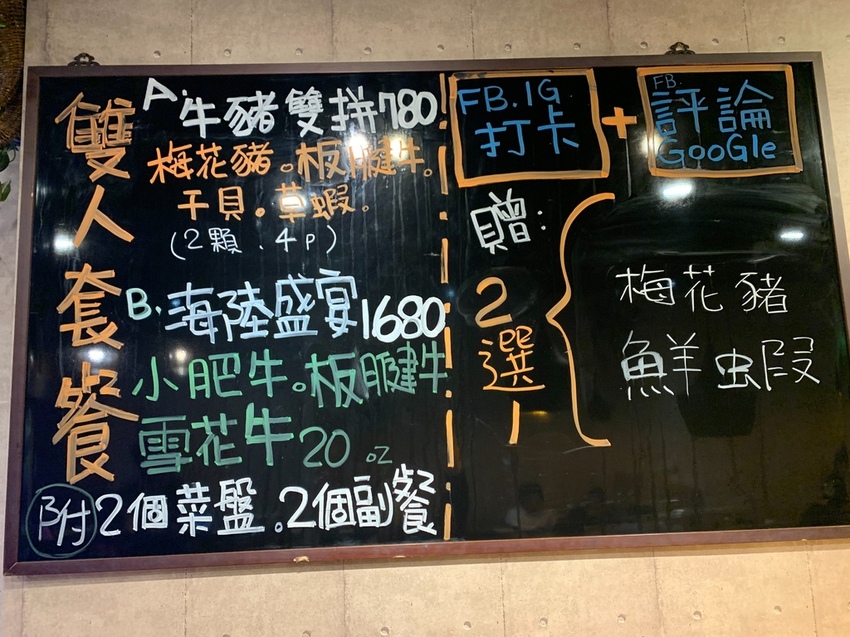 雙人套餐
A. 牛豬雙拼780
梅花豬。板腱牛。
干貝。草蝦。
(2顆．4P)
B. 海陸盛宴1680
小肥牛。板腱牛
雪花牛20oz
附2個菜盤．2個副餐
FB.IG
打卡
+
FB.
評論
GooGle
贈:
2選1
梅花豬
鮮蝦